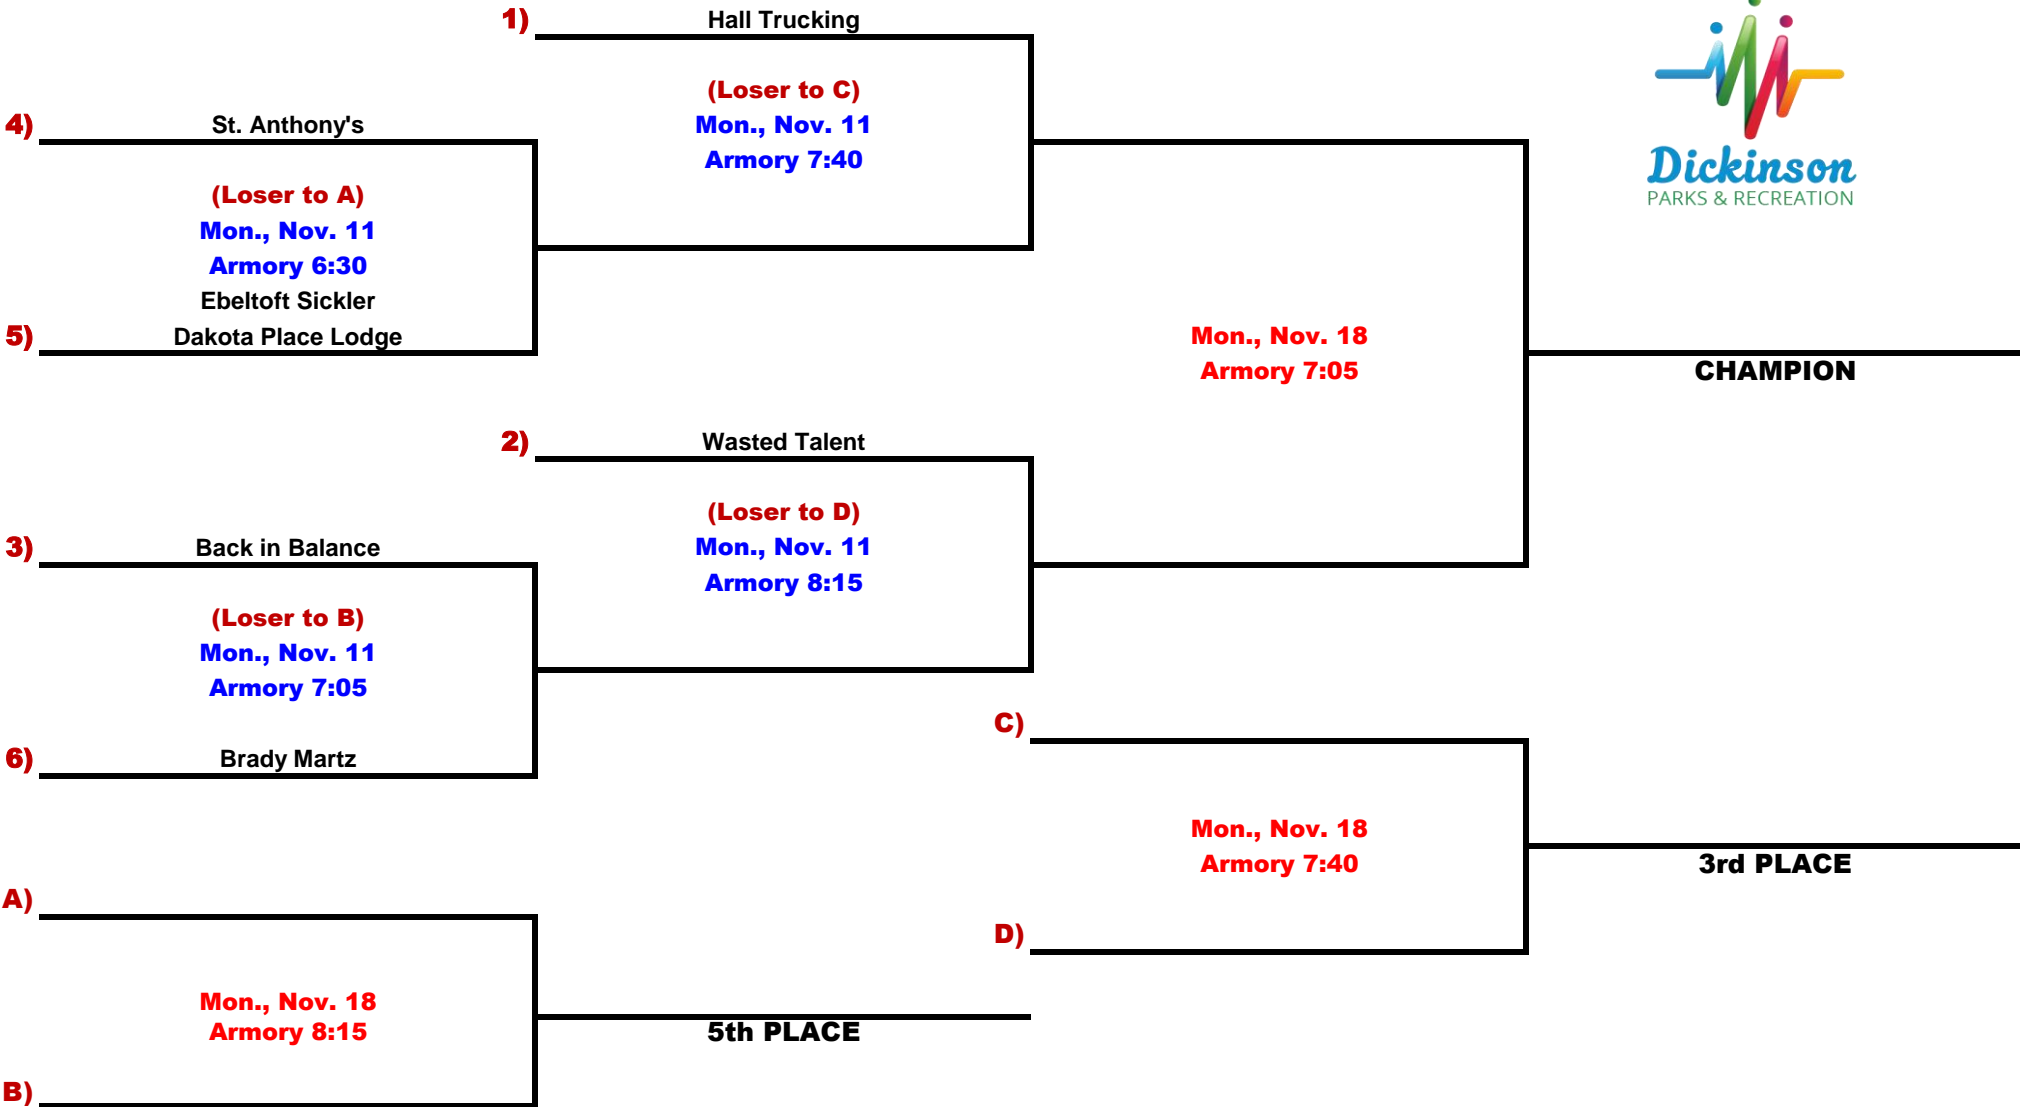 1) Hall Trucking
(Loser to C)
4) St. Anthony's
Mon., Nov. 11
Armory 7:40
Dickinson
PARKS & RECREATION
(Loser to A)
Mon., Nov. 11
Armory 6:30
Ebeltoft Sickler
5) Dakota Place Lodge
Mon., Nov. 18
Armory 7:05
CHAMPION
2) Wasted Talent
(Loser to D)
3) Back in Balance
Mon., Nov. 11
Armory 8:15
(Loser to B)
Mon., Nov. 11
Armory 7:05
C)
6) Brady Martz
Mon., Nov. 18
Armory 7:40
3rd PLACE
A)
D)
Mon., Nov. 18
Armory 8:15
5th PLACE
B)